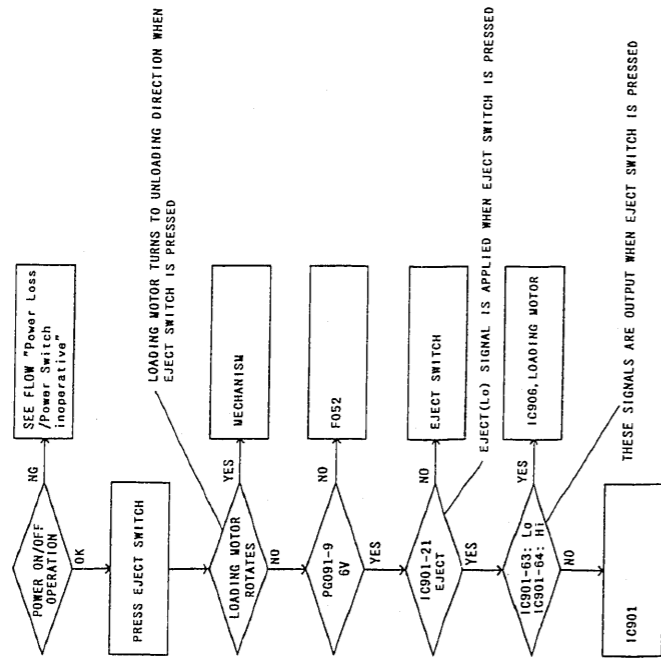 POWER ON/OFF
OPERATION
NG
SEE FLOW "Power Loss
/Power Switch
inoperative"
OK
PRESS EJECT SWITCH
LOADING MOTOR TURNS TO UNLOADING DIRECTION WHEN
EJECT SWITCH IS PRESSED
LOADING MOTOR
ROTATES
YES
MECHANISM
NO
PG091-9
6V
NO
F052
YES
IC901-21
EJECT
NO
EJECT SWITCH
EJECT(Lo) SIGNAL IS APPLIED WHEN EJECT SWITCH IS PRESSED
YES
IC901-63: Lo
IC901-64: Hi
YES
IC906,LOADING MOTOR
NO
THESE SIGNALS ARE OUTPUT WHEN EJECT SWITCH IS PRESSED
IC901